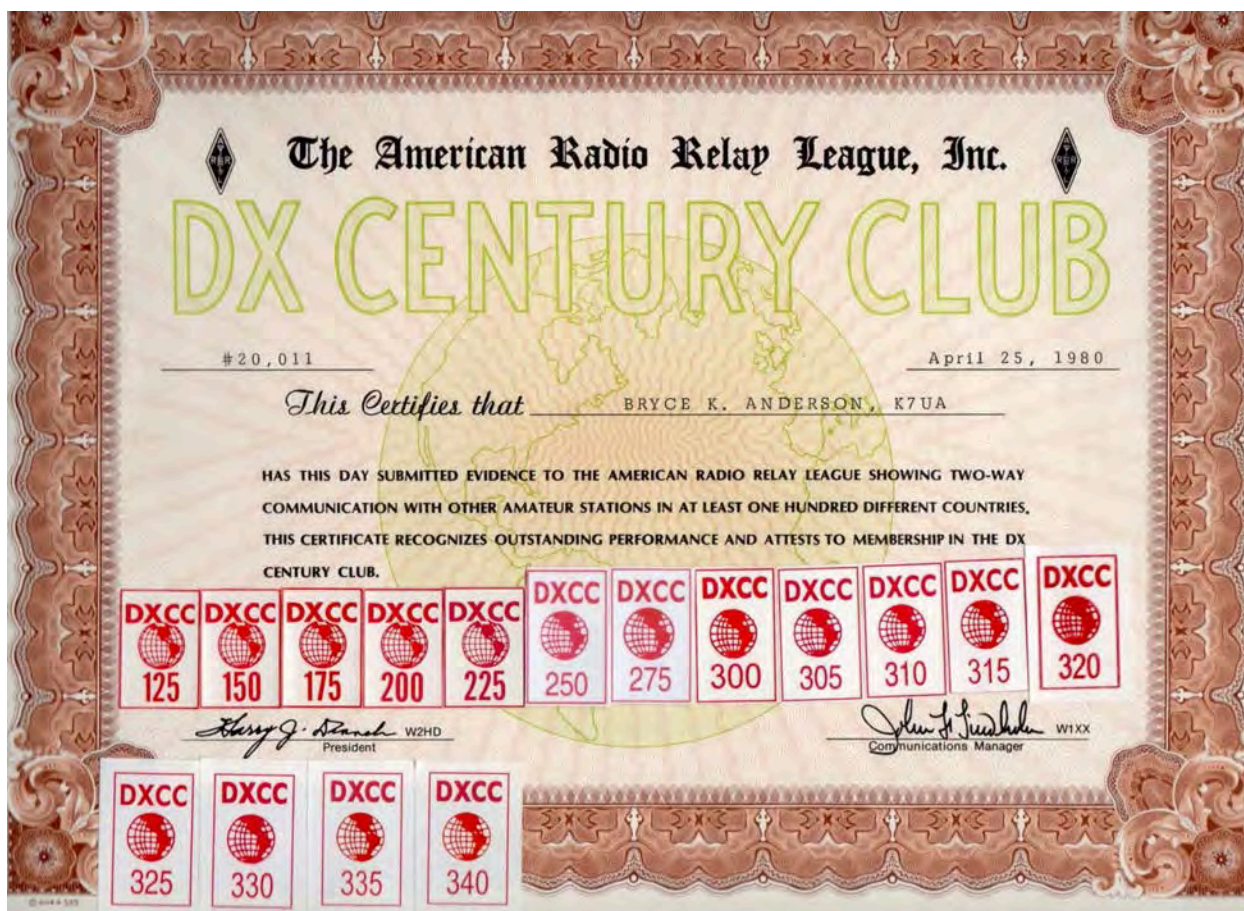 The American Radio Relay League, Inc.
DX CENTURY CLUB
#20,011
April 25, 1980
This Certifies that BRYCE K. ANDERSON, K7UA
HAS THIS DAY SUBMITTED EVIDENCE TO THE AMERICAN RADIO RELAY LEAGUE SHOWING TWO-WAY
COMMUNICATION WITH OTHER AMATEUR STATIONS IN AT LEAST ONE HUNDRED DIFFERENT COUNTRIES.
THIS CERTIFICATE RECOGNIZES OUTSTANDING PERFORMANCE AND ATTESTS TO MEMBERSHIP IN THE DX
CENTURY CLUB.
DXCC DXCC DXCC DXCC DXCC DXCC DXCC DXCC DXCC DXCC DXCC DXCC
125 150 175 200 225 250 275 300 305 310 315 320
W2HD
President
W1XX
Communications Manager
DXCC DXCC DXCC DXCC
325 330 335 340